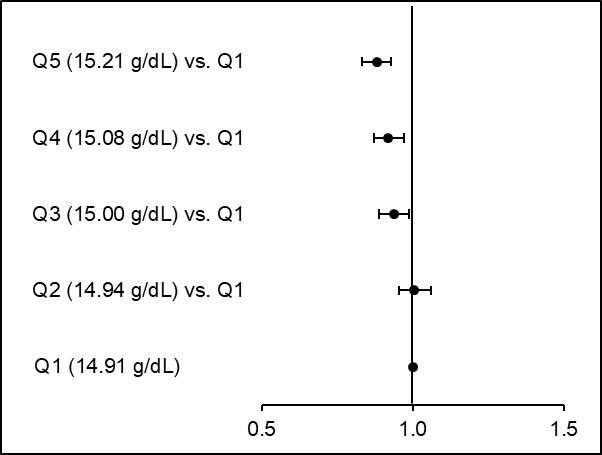 Q5 (15.21 g/dL) vs. Q1
Q4 (15.08 g/dL) vs. Q1
Q3 (15.00 g/dL) vs. Q1
Q2 (14.94 g/dL) vs. Q1
Q1 (14.91 g/dL)
0.5 1.0 1.5